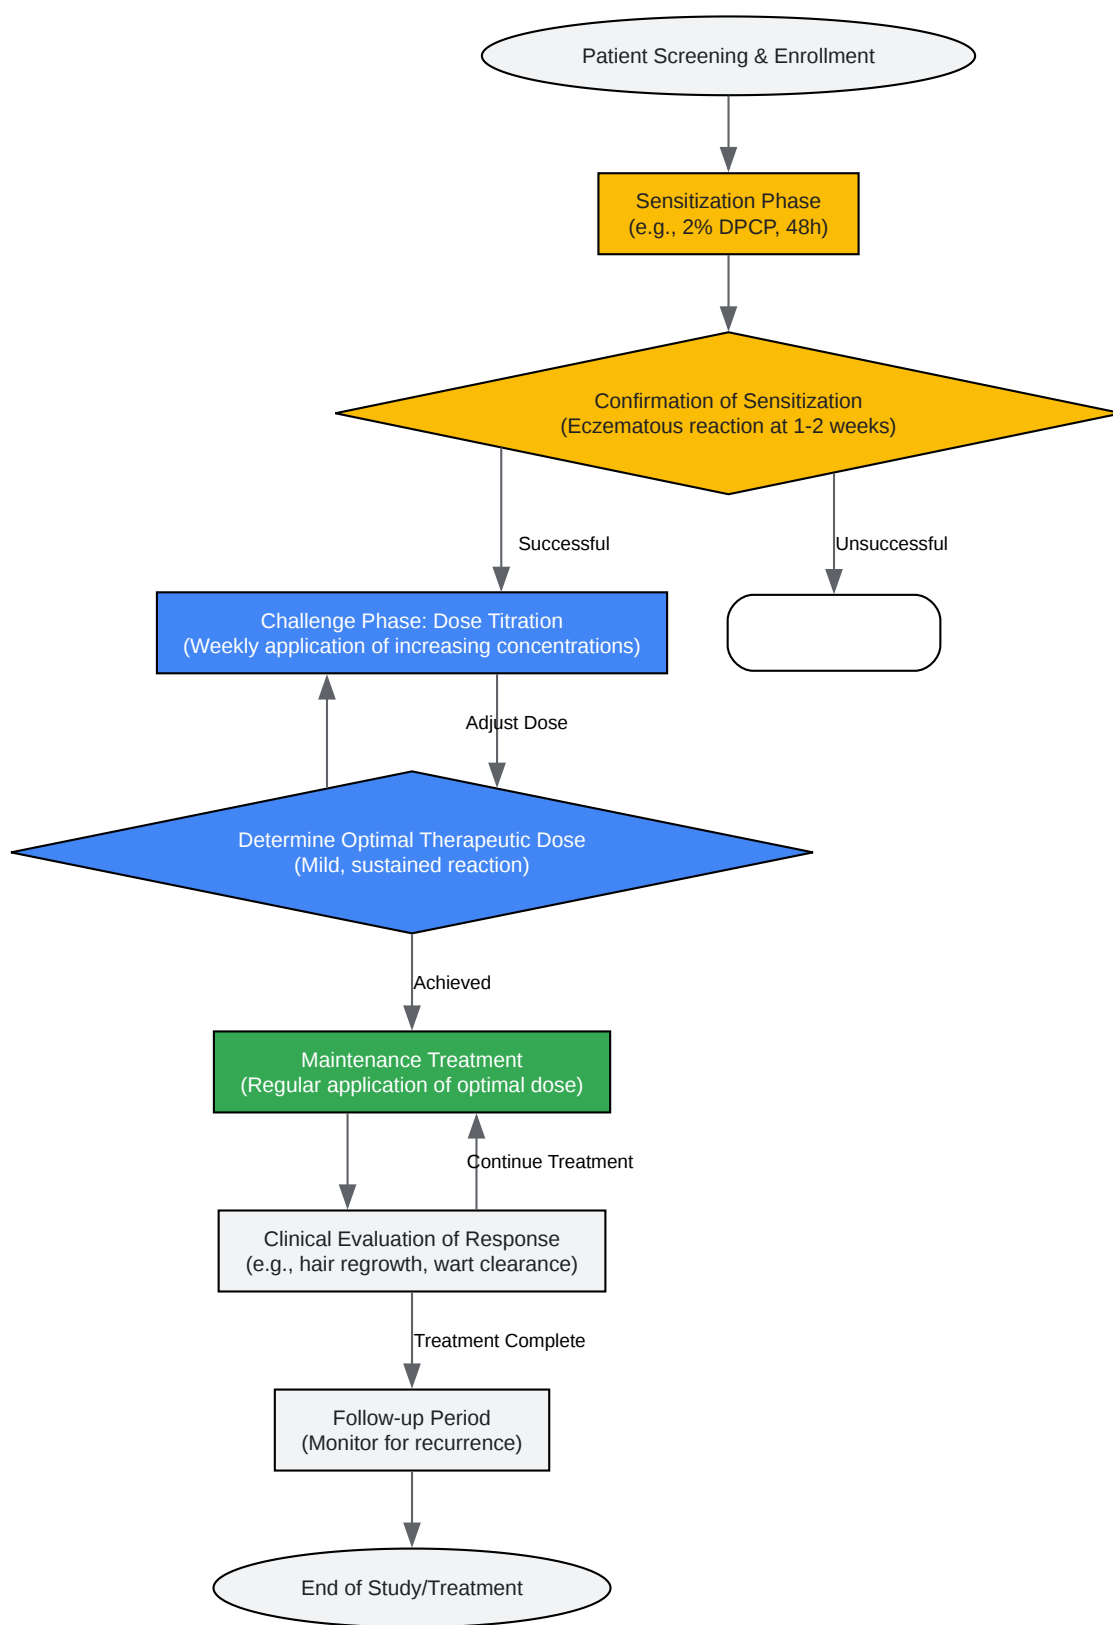 Patient Screening & Enrollment
Sensitization Phase
(e.g., 2% DPCP, 48h)
Confirmation of Sensitization
(Eczematous reaction at 1-2 weeks)
Successful
Unsuccessful
Challenge Phase: Dose Titration
(Weekly application of increasing concentrations)
Adjust Dose
Determine Optimal Therapeutic Dose
(Mild, sustained reaction)
Achieved
Maintenance Treatment
(Regular application of optimal dose)
Continue Treatment
Clinical Evaluation of Response
(e.g., hair regrowth, wart clearance)
Treatment Complete
Follow-up Period
(Monitor for recurrence)
End of Study/Treatment